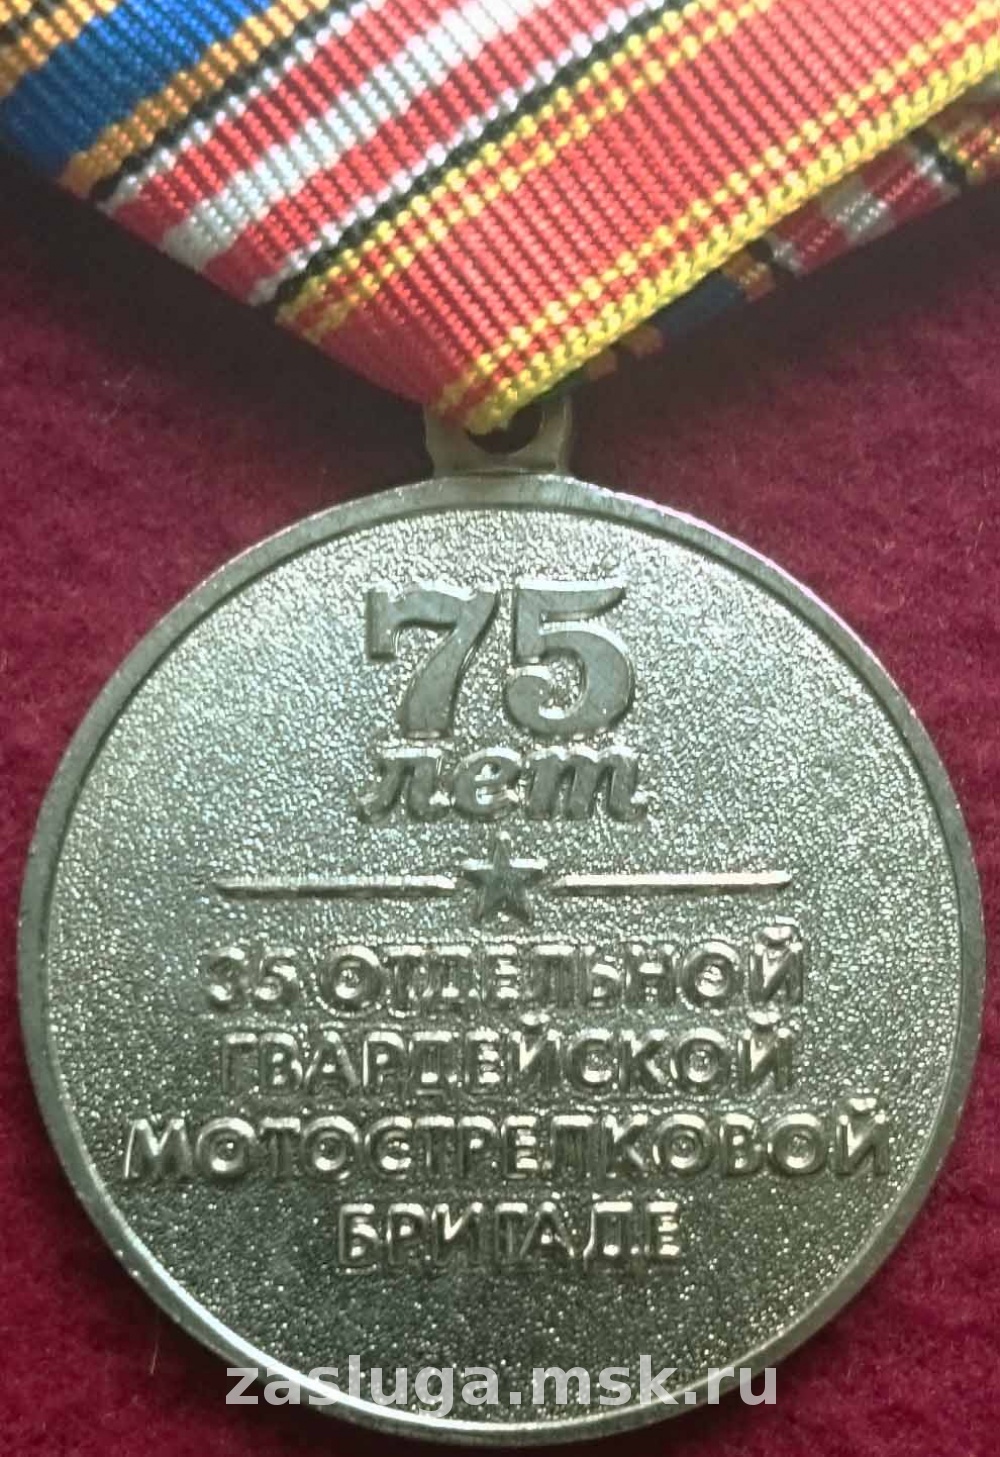 75
лет
35 ОТДЕЛЬНОЙ
ГВАРДЕЙСКОЙ
МОТОСТРЕЛКОВОЙ
БРИГАДЕ
zasluga.msk.ru